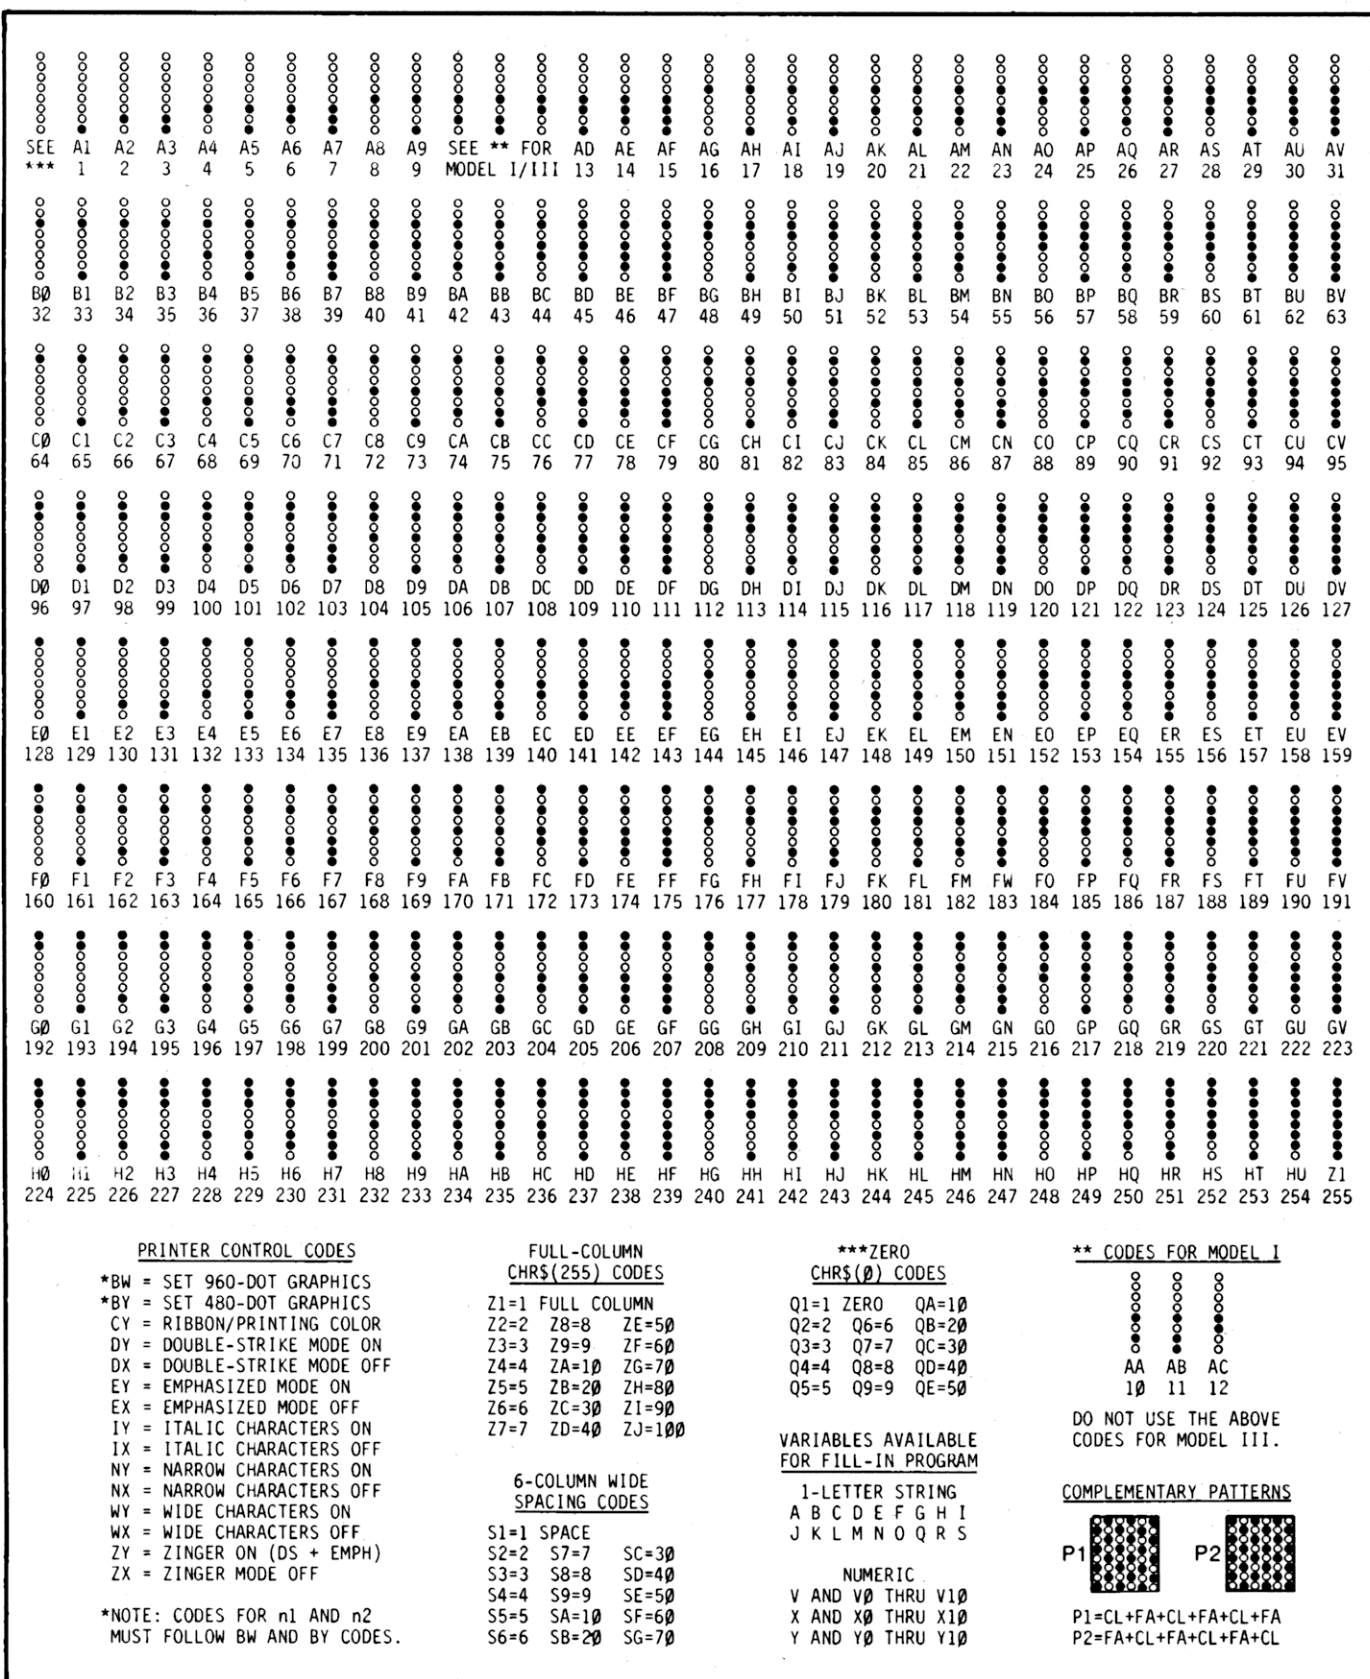 SEE A1 A2 A3 A4 A5 A6 A7 A8 A9 SEE ** FOR AD AE AF AG AH AI AJ AK AL AM AN AO AP AQ AR AS AT AU AV
*** 1 2 3 4 5 6 7 8 9 MODEL I/III 13 14 15 16 17 18 19 20 21 22 23 24 25 26 27 28 29 30 31
BØ B1 B2 B3 B4 B5 B6 B7 B8 B9 BA BB BC BD BE BF BG BH BI BJ BK BL BM BN BO BP BQ BR BS BT BU BV
32 33 34 35 36 37 38 39 40 41 42 43 44 45 46 47 48 49 50 51 52 53 54 55 56 57 58 59 60 61 62 63
CØ C1 C2 C3 C4 C5 C6 C7 C8 C9 CA CB CC CD CE CF CG CH CI CJ CK CL CM CN CO CP CQ CR CS CT CU CV
64 65 66 67 68 69 70 71 72 73 74 75 76 77 78 79 80 81 82 83 84 85 86 87 88 89 90 91 92 93 94 95
DØ D1 D2 D3 D4 D5 D6 D7 D8 D9 DA DB DC DD DE DF DG DH DI DJ DK DL DM DN DO DP DQ DR DS DT DU DV
96 97 98 99 100 101 102 103 104 105 106 107 108 109 110 111 112 113 114 115 116 117 118 119 120 121 122 123 124 125 126 127
EØ E1 E2 E3 E4 E5 E6 E7 E8 E9 EA EB EC ED EE EF EG EH EI EJ EK EL EM EN EO EP EQ ER ES ET EU EV
128 129 130 131 132 133 134 135 136 137 138 139 140 141 142 143 144 145 146 147 148 149 150 151 152 153 154 155 156 157 158 159
FØ F1 F2 F3 F4 F5 F6 F7 F8 F9 FA FB FC FD FE FF FG FH FI FJ FK FL FM FW FO FP FQ FR FS FT FU FV
160 161 162 163 164 165 166 167 168 169 170 171 172 173 174 175 176 177 178 179 180 181 182 183 184 185 186 187 188 189 190 191
GØ G1 G2 G3 G4 G5 G6 G7 G8 G9 GA GB GC GD GE GF GG GH GI GJ GK GL GM GN GO GP GQ GR GS GT GU GV
192 193 194 195 196 197 198 199 200 201 202 203 204 205 206 207 208 209 210 211 212 213 214 215 216 217 218 219 220 221 222 223
HØ H1 H2 H3 H4 H5 H6 H7 H8 H9 HA HB HC HD HE HF HG HH HI HJ HK HL HM HN HO HP HQ HR HS HT HU Z1
224 225 226 227 228 229 230 231 232 233 234 235 236 237 238 239 240 241 242 243 244 245 246 247 248 249 250 251 252 253 254 255
PRINTER CONTROL CODES
*BW = SET 960-DOT GRAPHICS
*BY = SET 480-DOT GRAPHICS
CY = RIBBON/PRINTING COLOR
DY = DOUBLE-STRIKE MODE ON
DX = DOUBLE-STRIKE MODE OFF
EY = EMPHASIZED MODE ON
EX = EMPHASIZED MODE OFF
IY = ITALIC CHARACTERS ON
IX = ITALIC CHARACTERS OFF
NY = NARROW CHARACTERS ON
NX = NARROW CHARACTERS OFF
WY = WIDE CHARACTERS ON
WX = WIDE CHARACTERS OFF
ZY = ZINGER ON (DS + EMPH)
ZX = ZINGER MODE OFF
*NOTE: CODES FOR n1 AND n2
MUST FOLLOW BW AND BY CODES.
FULL-COLUMN
CHR$(255) CODES
Z1=1 FULL COLUMN
Z2=2 Z8=8 ZE=5Ø
Z3=3 Z9=9 ZF=6Ø
Z4=4 ZA=1Ø ZG=7Ø
Z5=5 ZB=2Ø ZH=8Ø
Z6=6 ZC=3Ø ZI=9Ø
Z7=7 ZD=4Ø ZJ=1ØØ
6-COLUMN WIDE
SPACING CODES
S1=1 SPACE
S2=2 S7=7 SC=3Ø
S3=3 S8=8 SD=4Ø
S4=4 S9=9 SE=5Ø
S5=5 SA=1Ø SF=6Ø
S6=6 SB=2Ø SG=7Ø
***ZERO
CHR$(Ø) CODES
Q1=1 ZERO QA=1Ø
Q2=2 Q6=6 QB=2Ø
Q3=3 Q7=7 QC=3Ø
Q4=4 Q8=8 QD=4Ø
Q5=5 Q9=9 QE=5Ø
VARIABLES AVAILABLE
FOR FILL-IN PROGRAM
1-LETTER STRING
A B C D E F G H I
J K L M N O Q R S
NUMERIC
V AND VØ THRU V1Ø
X AND XØ THRU X1Ø
Y AND YØ THRU Y1Ø
** CODES FOR MODEL I
AA AB AC
1Ø 11 12
DO NOT USE THE ABOVE
CODES FOR MODEL III.
COMPLEMENTARY PATTERNS
P1 P2
P1=CL+FA+CL+FA+CL+FA
P2=FA+CL+FA+CL+FA+CL